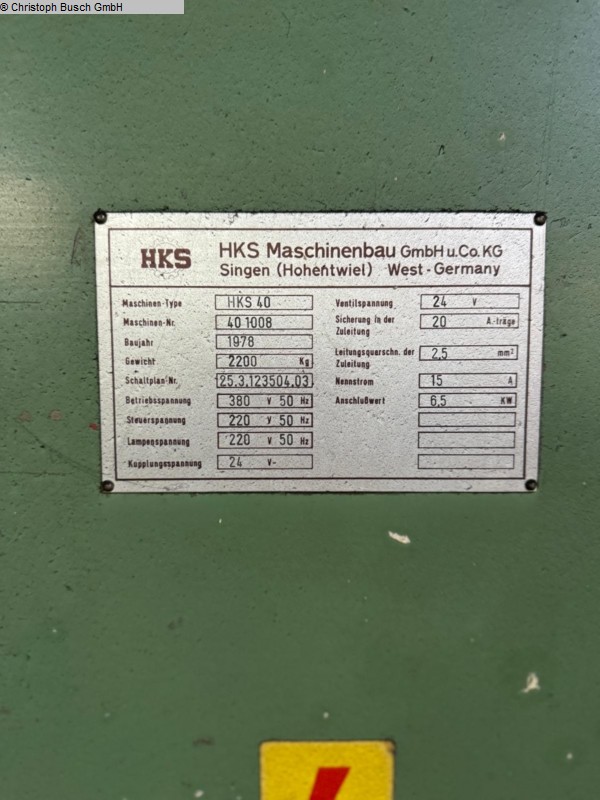 © Christoph Busch GmbH
HKS
HKS Maschinenbau GmbH u. Co. KG
Singen (Hohentwiel) West-Germany
Maschinen-Type HKS 40
Maschinen-Nr. 40 1008
Baujahr 1978
Gewicht 2200 Kg
Schaltplan-Nr. 125.3.123504.03
Betriebsspannung 380 V 50 Hz
Steuerspannung 220 V 50 Hz
Lampenspannung 220 V 50 Hz
Kupplungsspannung 24 V-
Ventilspannung 24 V
Sicherung in der
Zuleitung 20 A.-träge
Leitungsquerschn. der
Zuleitung 2,5 mm²
Nennstrom 15 A
Anschlußwert 6,5 KW